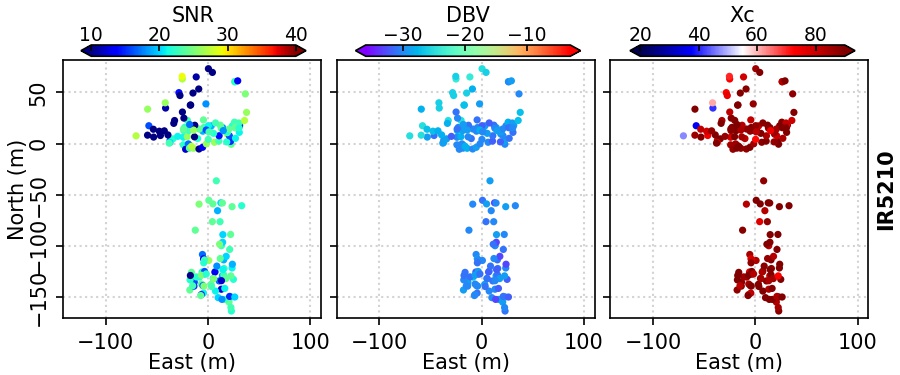 SNR DBV Xc
10 20 30 40 −30 −20 −10 20 40 60 80
50
0
−50
−100
−150
North (m)
−100 0 100 −100 0 100 −100 0 100
East (m) East (m) East (m)
IR5210